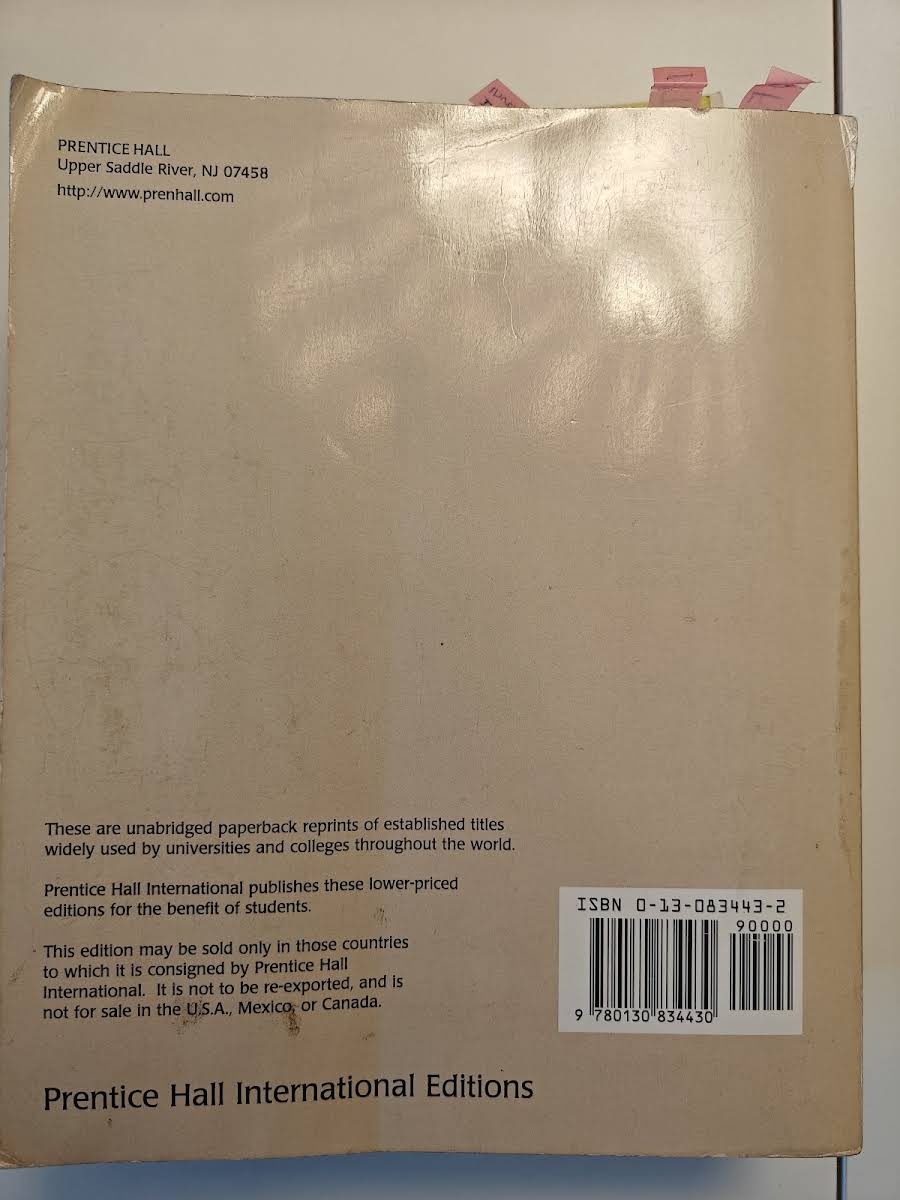 PRENTICE HALL
Upper Saddle River, NJ 07458
http://www.prenhall.com
These are unabridged paperback reprints of established titles
widely used by universities and colleges throughout the world.
Prentice Hall International publishes these lower-priced
editions for the benefit of students.
This edition may be sold only in those countries
to which it is consigned by Prentice Hall
International. It is not to be re-exported, and is
not for sale in the U.S.A., Mexico, or Canada.
ISBN 0-13-083443-2
90000
9 780130 834430
Prentice Hall International Editions